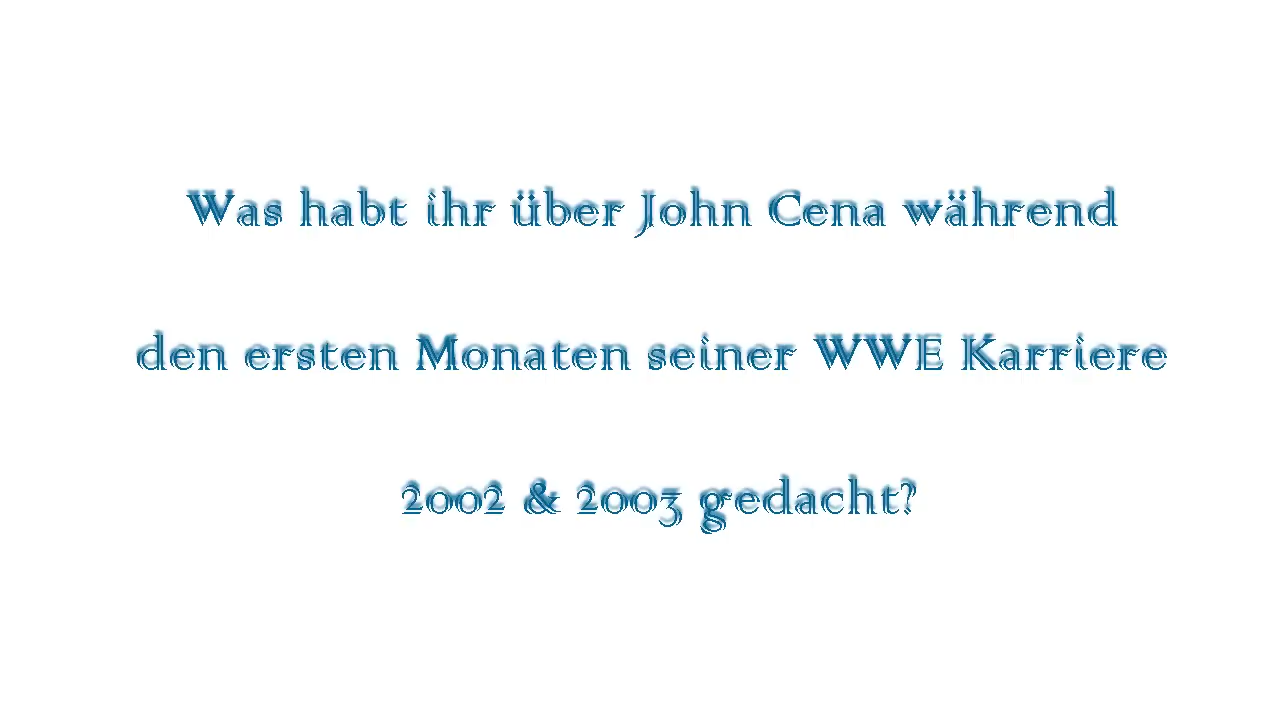 Was habt ihr über John Cena während
den ersten Monaten seiner WWE Karriere
2002 & 2003 gedacht?